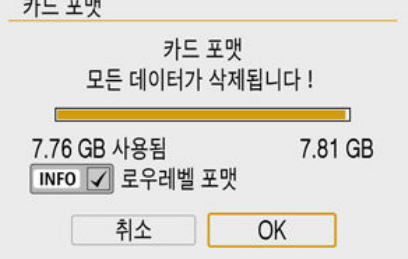 카드 포맷
카드 포맷
모든 데이터가 삭제됩니다 !
7.76 GB 사용됨 7.81 GB
INFO ✓ 로우레벨 포맷
취소 OK